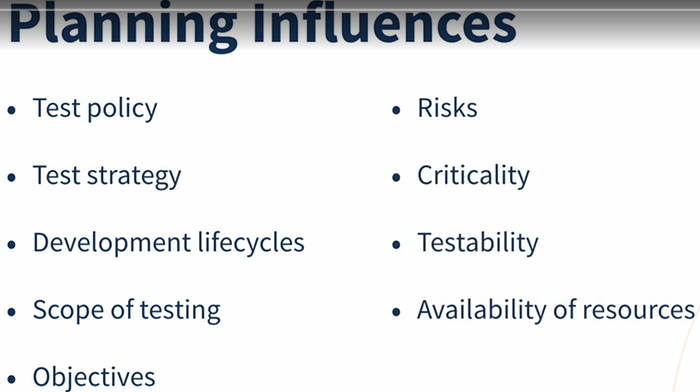 Planning Influences
• Test policy
• Test strategy
• Development lifecycles
• Scope of testing
• Objectives
• Risks
• Criticality
• Testability
• Availability of resources